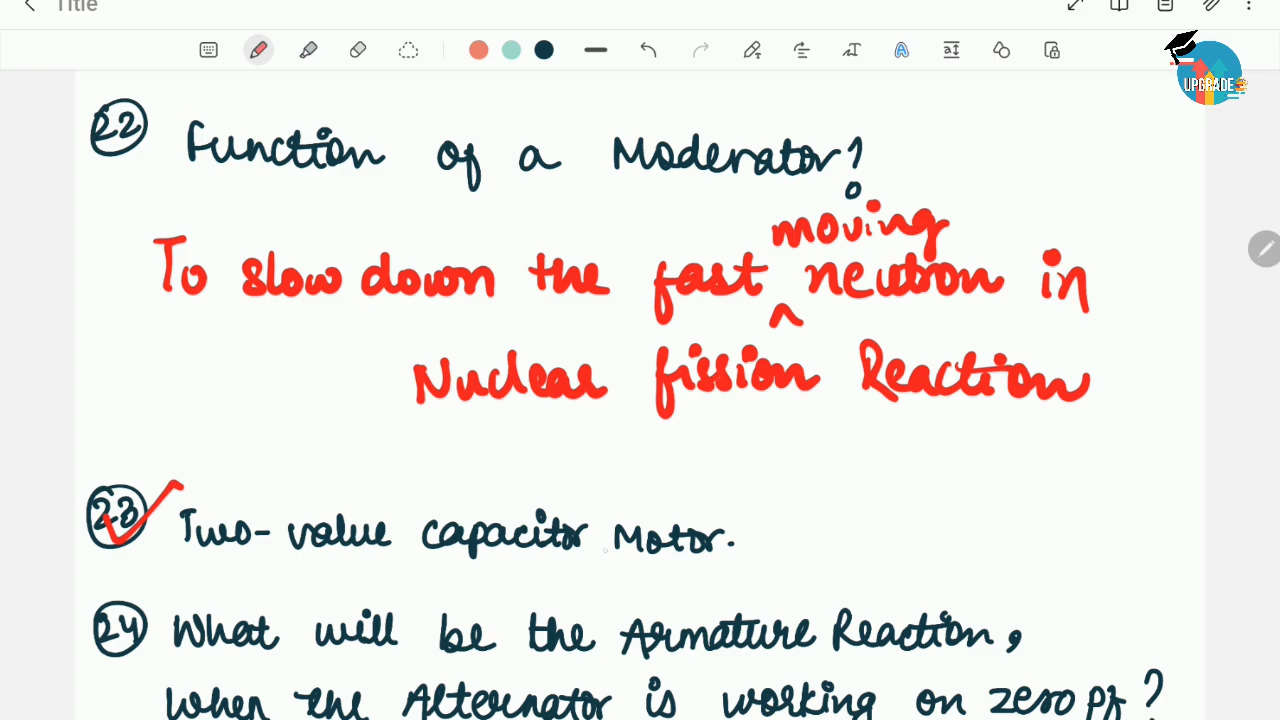 Title
UPGRADE
22 Function of a Moderator?
moving
To slow down the fast ^ neutron in
Nuclear fission Reaction
23 Two-value capacitor Motor.
24 What will be the Armature Reaction,
When the Alternator is working on zero pf?